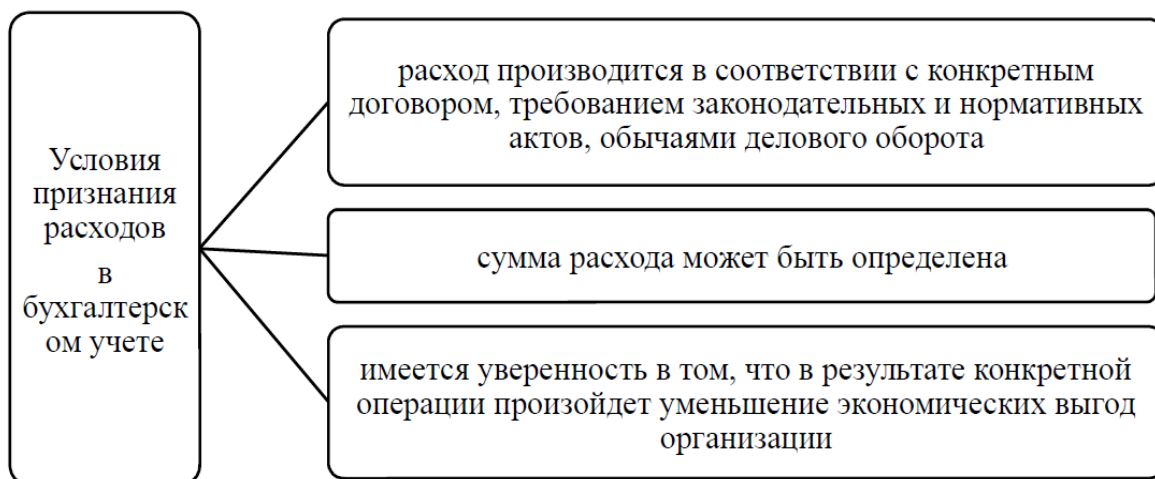 Условия
признания
расходов
в
бухгалтерск
ом учете
расход производится в соответствии с конкретным
договором, требованием законодательных и нормативных
актов, обычаями делового оборота
сумма расхода может быть определена
имеется уверенность в том, что в результате конкретной
операции произойдет уменьшение экономических выгод
организации